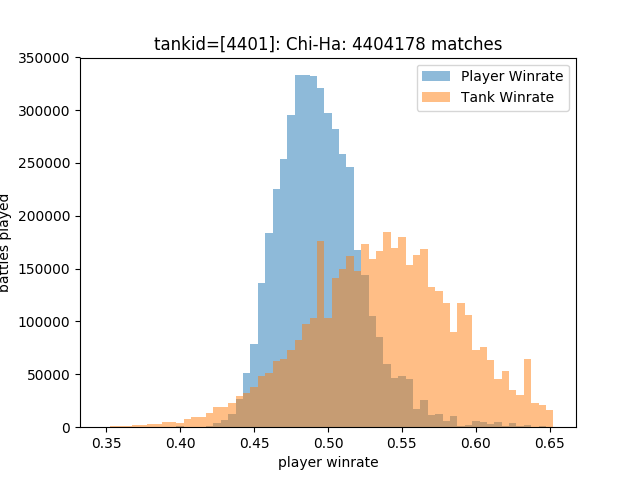 tankid=[4401]: Chi-Ha: 4404178 matches
Player Winrate
Tank Winrate
350000
300000
250000
200000
150000
100000
50000
0
battles played
0.35 0.40 0.45 0.50 0.55 0.60 0.65
player winrate